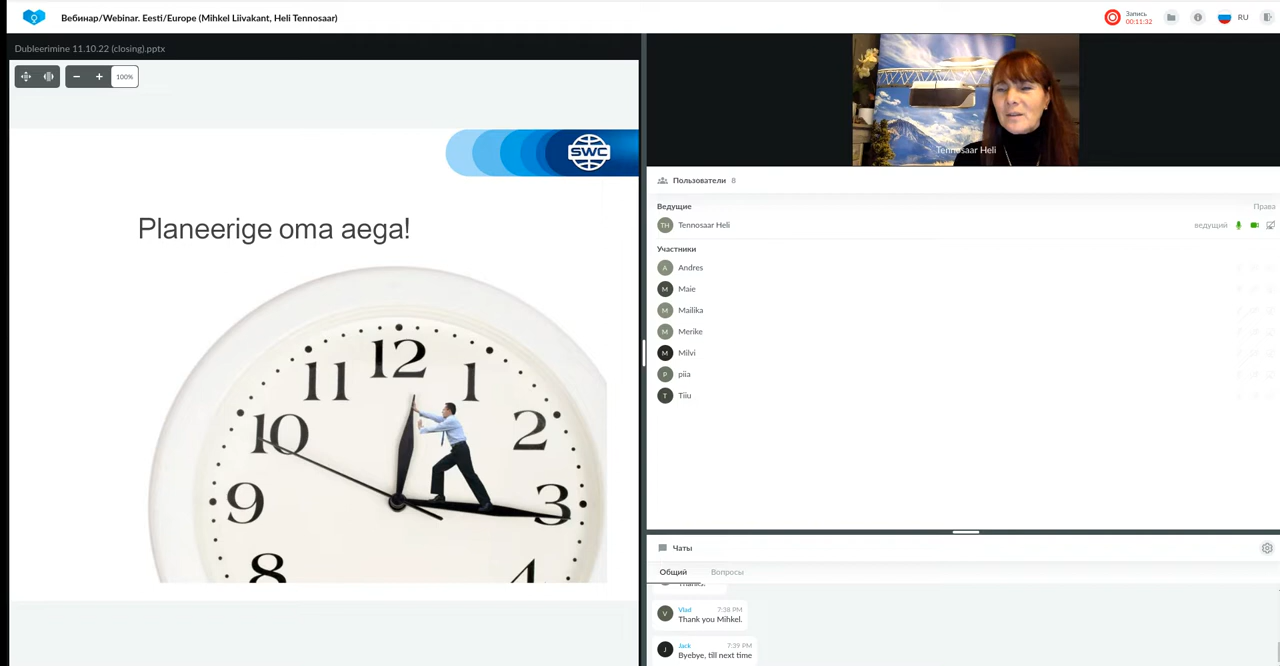 Вебинар/Webinar. Eesti/Europe (Mihkel Liivakant, Heli Tennosaar)
Запись
00:11:32
RU
Dubleerimine 11.10.22 (closing).pptx
100%
SWC
Planeerige oma aega!
12
11
1
10
2
9
3
8
4
Tennosaar Heli
Пользователи 8
Ведущие
Права
TH Tennosaar Heli
ведущий
Участники
A Andres
M Maie
M Mailika
M Merike
M Milvi
P piia
T Tiiu
Чаты
Общий
Вопросы
Thanks.
V Vlad 7:38 PM
Thank you Mihkel.
J Jack 7:39 PM
Byebye, till next time